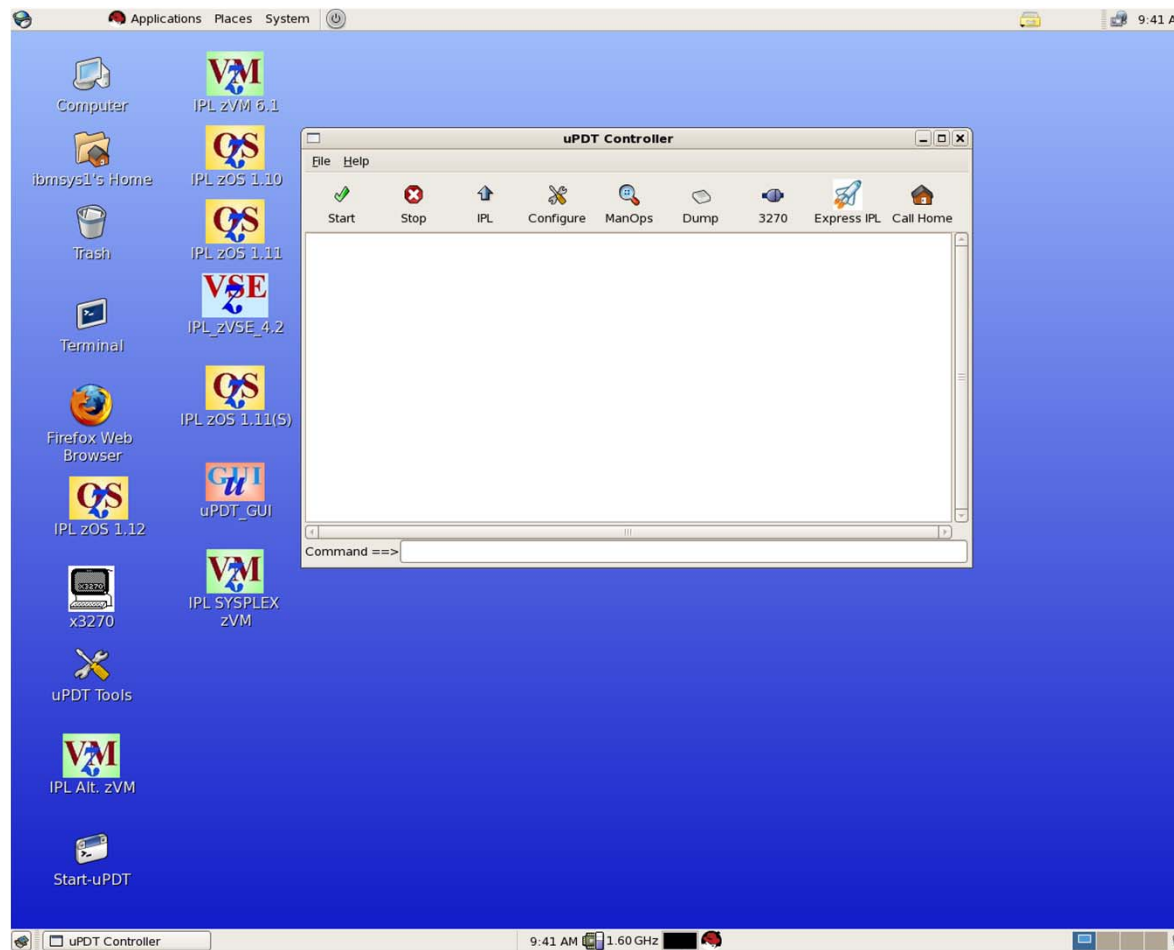 Applications Places System
9:41 A
Computer
ibmsys1's Home
Trash
Terminal
Firefox Web
Browser
IPL zOS 1.12
x3270
x3270
uPDT Tools
IPL Alt. zVM
Start-uPDT
IPL zVM 6.1
IPL zOS 1.10
IPL zOS 1.11
VSE
IPL_zVSE_4.2
IPL zOS 1.11(S)
GUI
u
uPDT_GUI
IPL SYSPLEX
zVM
uPDT Controller
File Help
Start Stop IPL Configure ManOps Dump 3270 Express IPL Call Home
Command ==>
uPDT Controller
9:41 AM 1.60 GHz